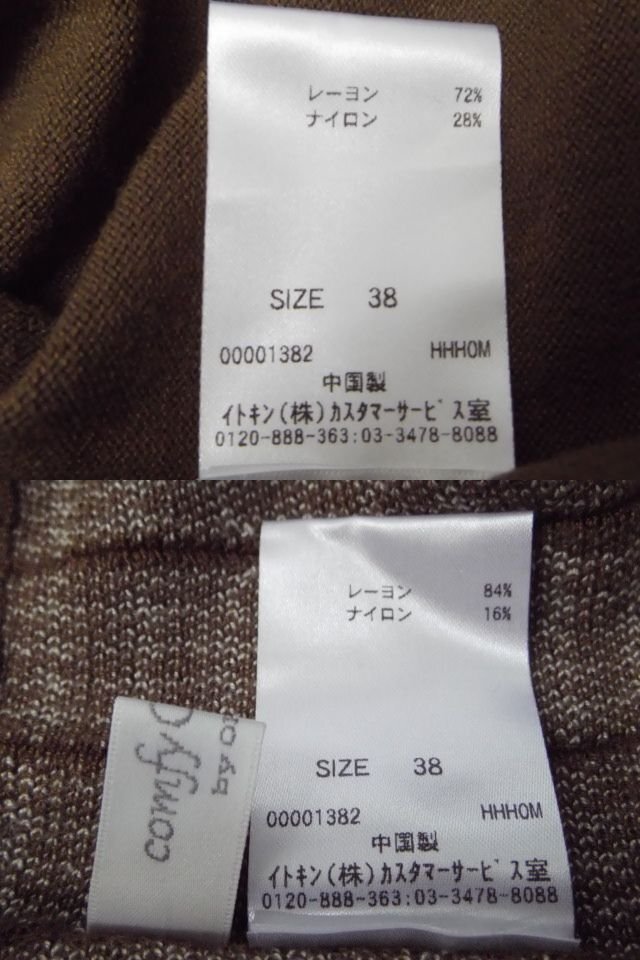 レーヨン 72%
ナイロン 28%
SIZE 38
00001382 HHHOM
中国製
イトキン(株)カスタマーサービス室
0120-888-363:03-3478-8088
レーヨン 84%
ナイロン 16%
SIZE 38
00001382 HHHOM
中国製
イトキン(株)カスタマーサービス室
0120-888-363:03-3478-8088
comfy
by